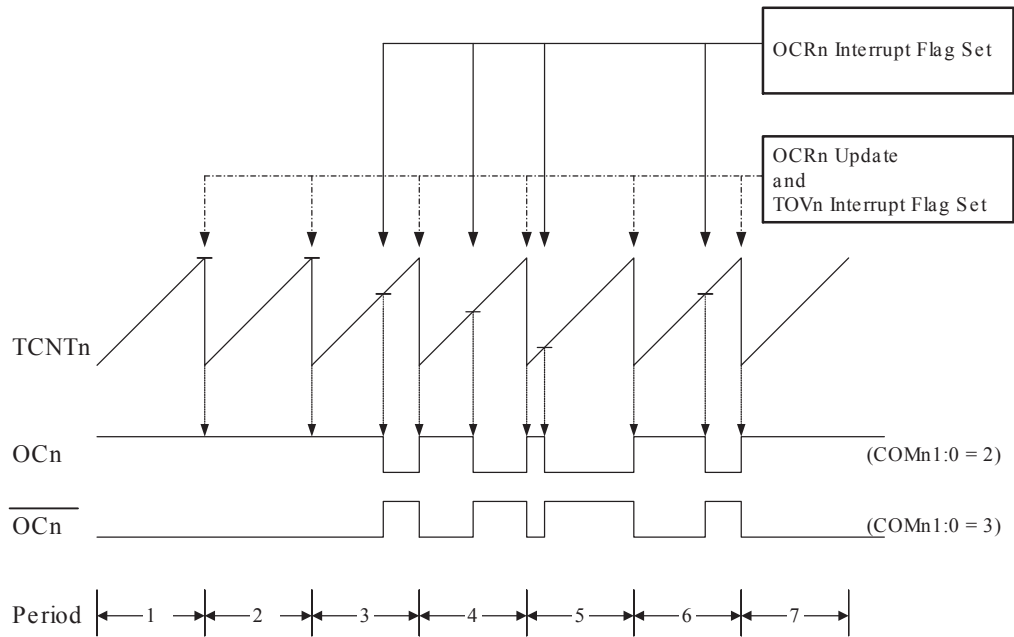 OCRn Interrupt Flag Set
OCRn Update
and
TOVn Interrupt Flag Set
TCNTn
OCn
(COMn1:0 = 2)
OCn
(COMn1:0 = 3)
Period
1
2
3
4
5
6
7